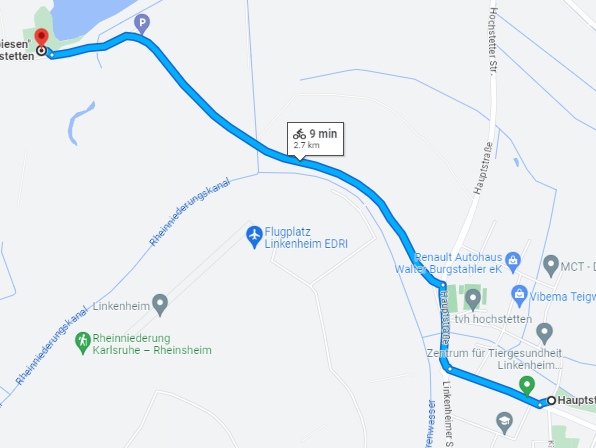 P
Giesen"
stetten
Hochstetter Str.
9 min
2.7 km
Hauptstraße
Rheinniederungskanal
Flugplatz
Linkenheim EDRI
Renault Autohaus
Walter Burgstahler eK
MCT - D
Vibema Teigw
Linkenheim
Hauptstraße
tvh hochstetten
Rheinniederung
Karlsruhe – Rheinsheim
Rheinniederungskanal
Zentrum für Tiergesundheit
Linkenheim...
Linkenheimer S
Hauptst